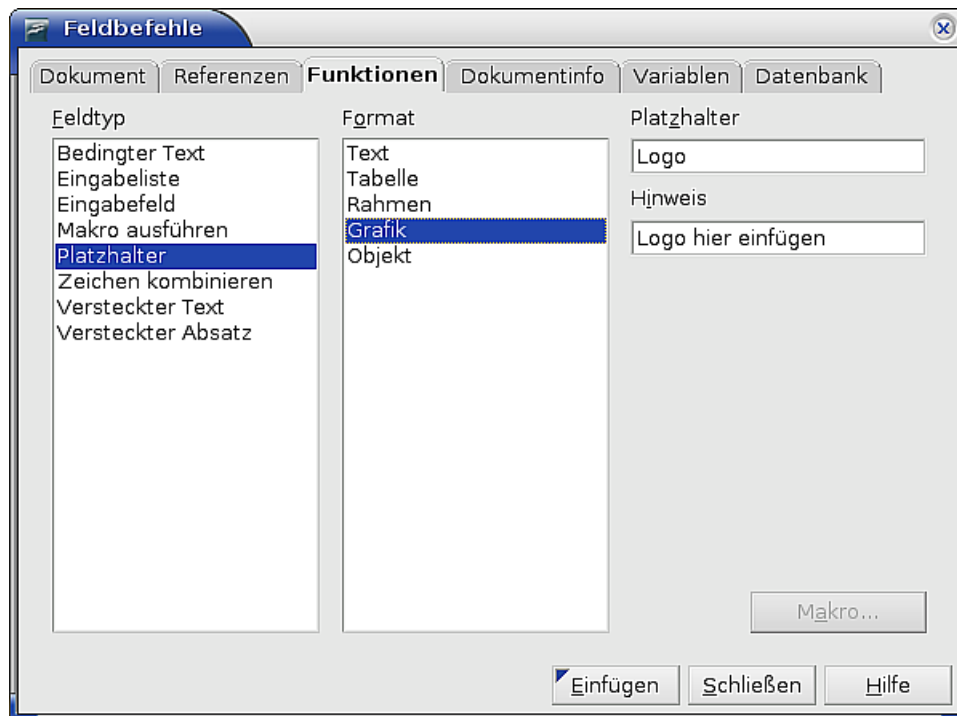 Feldbefehle
Dokument
Referenzen
Funktionen
Dokumentinfo
Variablen
Datenbank
Feldtyp
Bedingter Text
Eingabeliste
Eingabefeld
Makro ausführen
Platzhalter
Zeichen kombinieren
Versteckter Text
Versteckter Absatz
Format
Text
Tabelle
Rahmen
Grafik
Objekt
Platzhalter
Logo
Hinweis
Logo hier einfügen
Makro...
Einfügen
Schließen
Hilfe